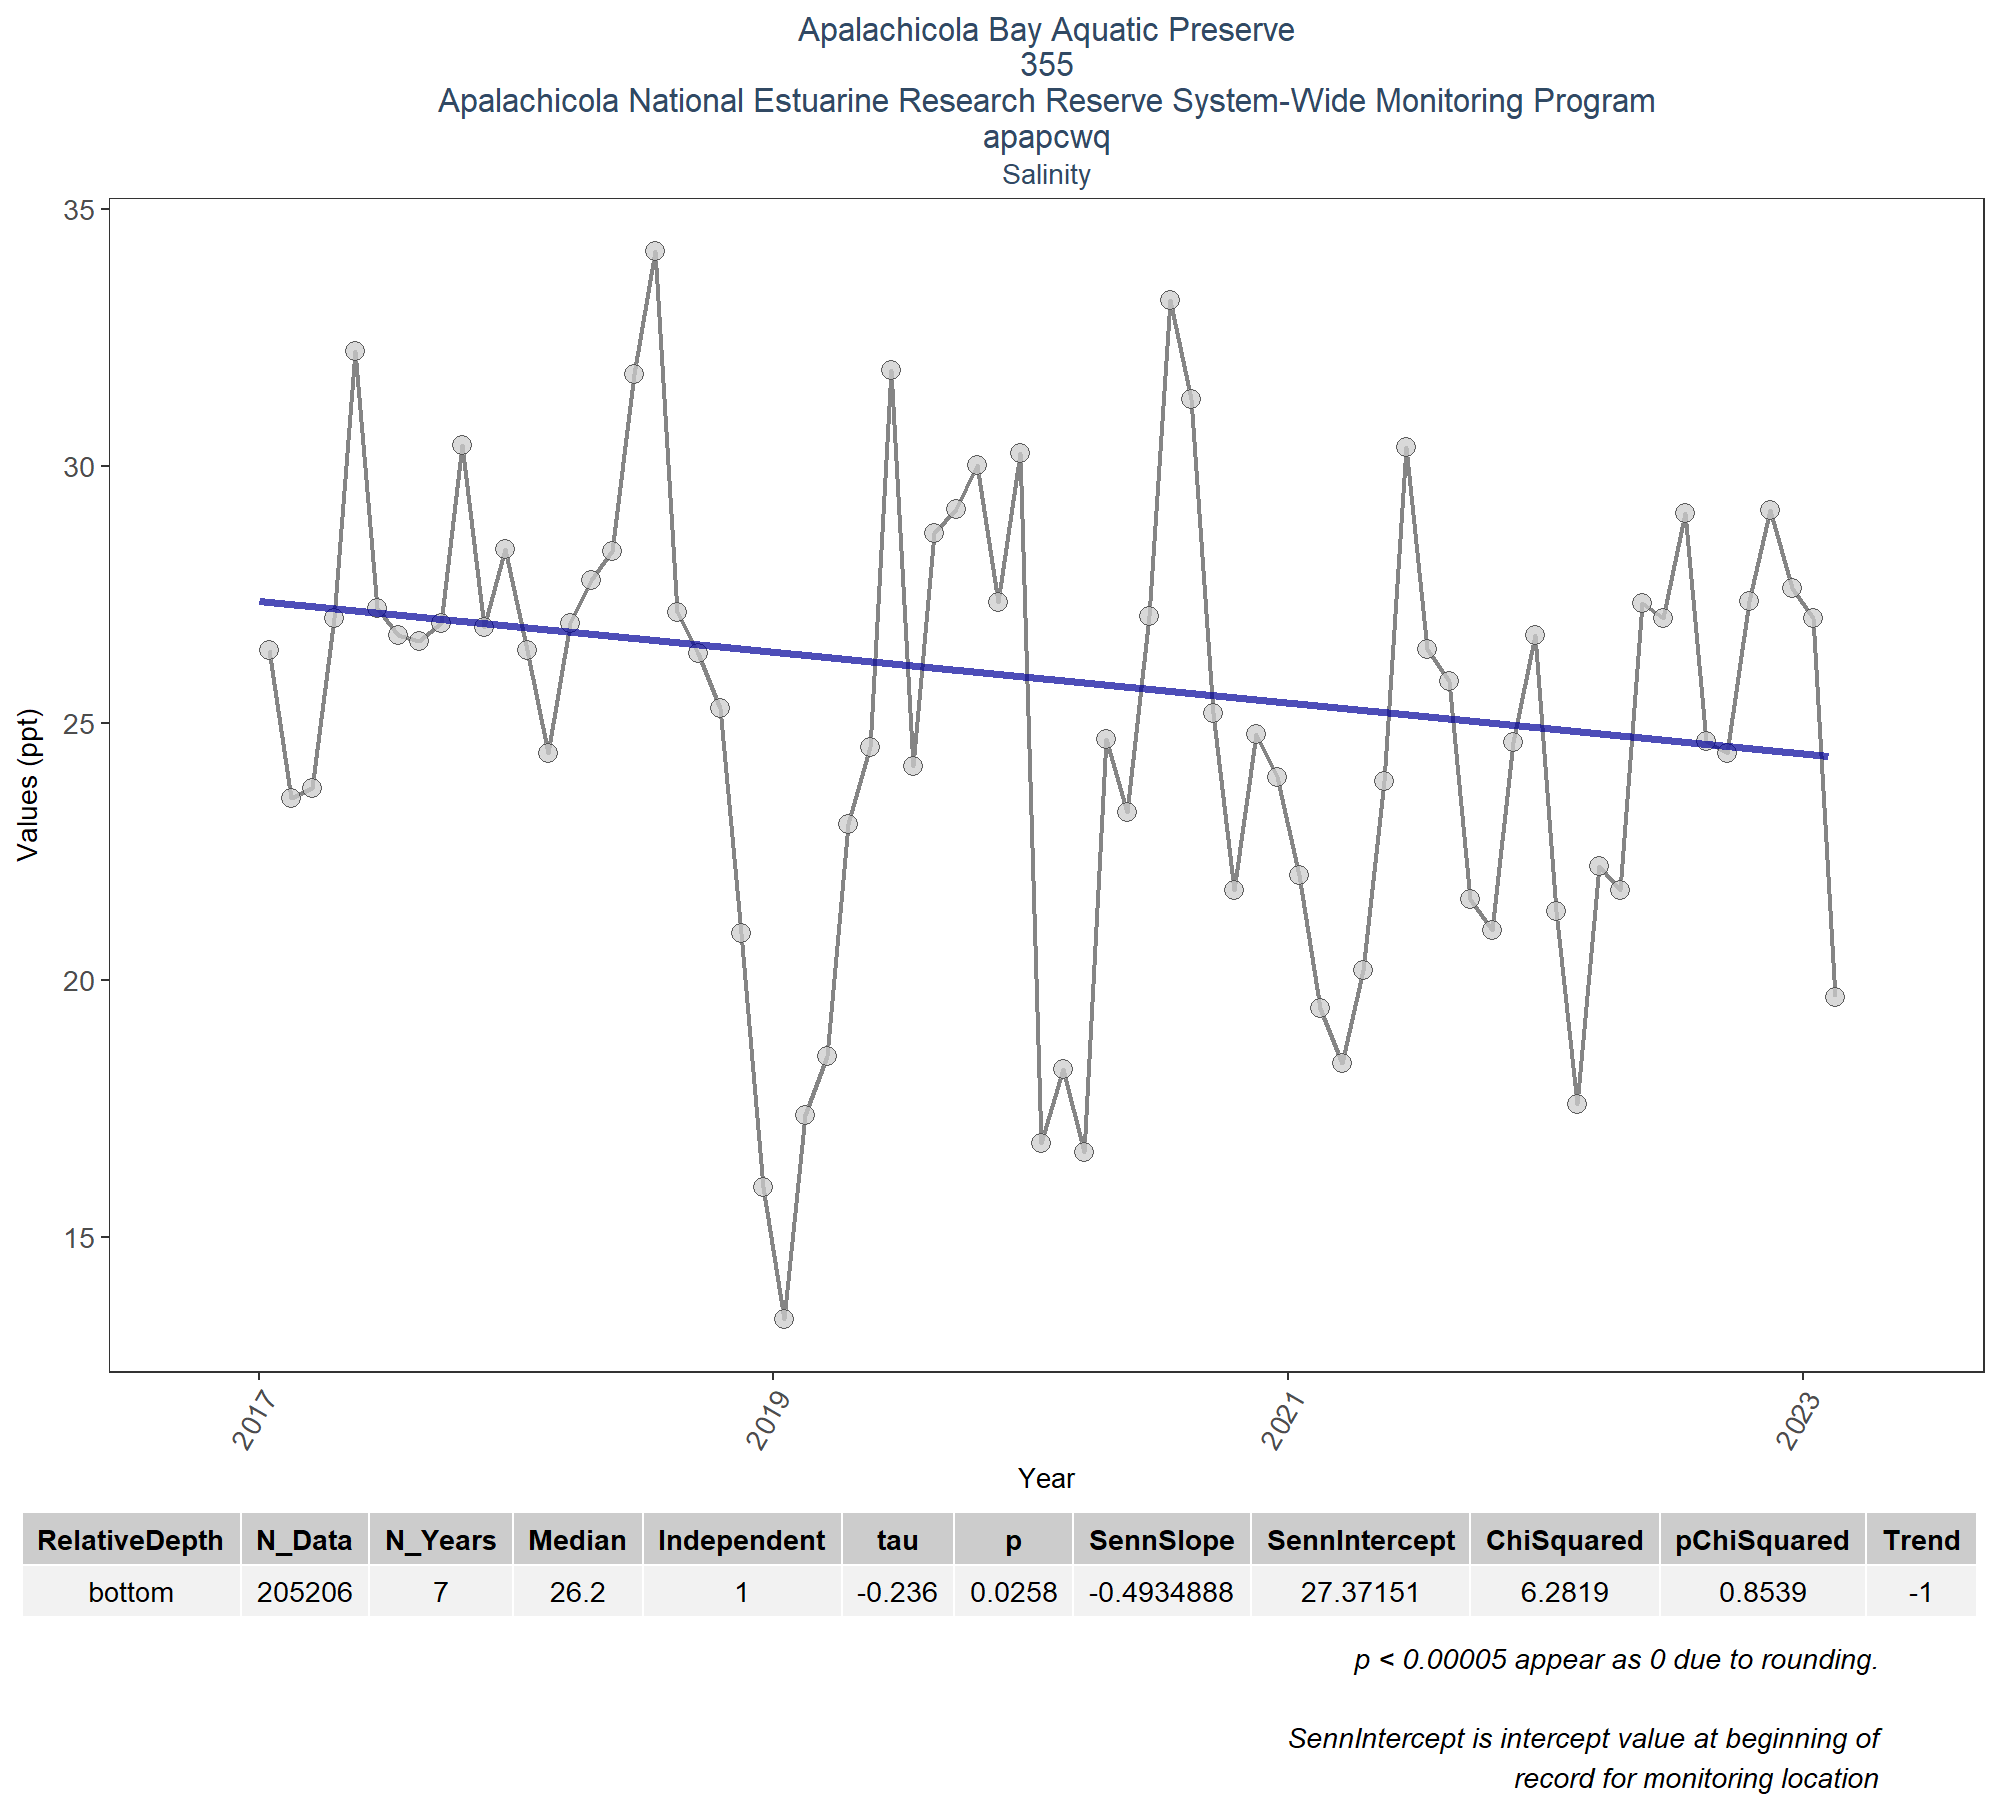 Apalachicola Bay Aquatic Preserve
355
Apalachicola National Estuarine Research Reserve System-Wide Monitoring Program
apapcwq
Salinity
35
30
25
20
15
Values (ppt)
2017 2019 2021 2023
Year
RelativeDepth N_Data N_Years Median Independent tau p SennSlope SennIntercept ChiSquared pChiSquared Trend
bottom 205206 7 26.2 1 -0.236 0.0258 -0.4934888 27.37151 6.2819 0.8539 -1
p < 0.00005 appear as 0 due to rounding.
SennIntercept is intercept value at beginning of
record for monitoring location